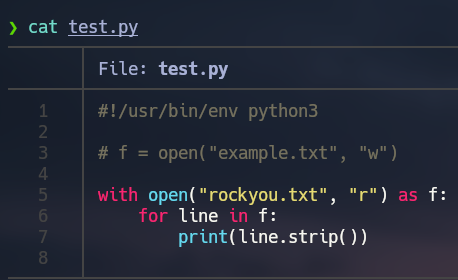 ❯ cat test.py
File: test.py
1 #!/usr/bin/env python3
2
3 # f = open("example.txt", "w")
4
5 with open("rockyou.txt", "r") as f:
6     for line in f:
7         print(line.strip())
8